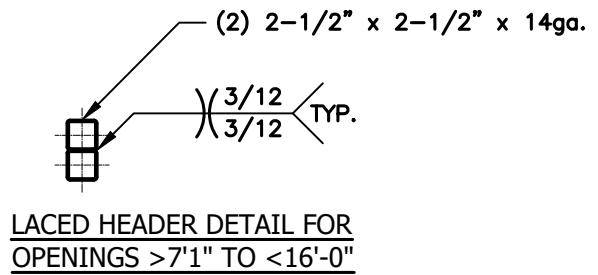 (2) 2-1/2" x 2-1/2" x 14ga.
3/12
3/12
TYP.
LACED HEADER DETAIL FOR
OPENINGS >7'1" TO <16'-0"